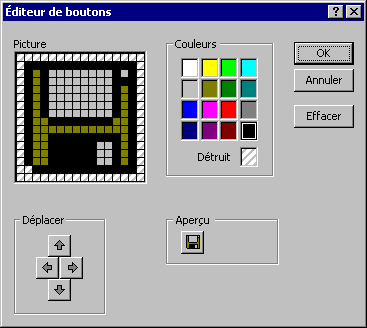 Éditeur de boutons
Picture
Couleurs
OK
Annuler
Effacer
Détruit
Déplacer
Aperçu